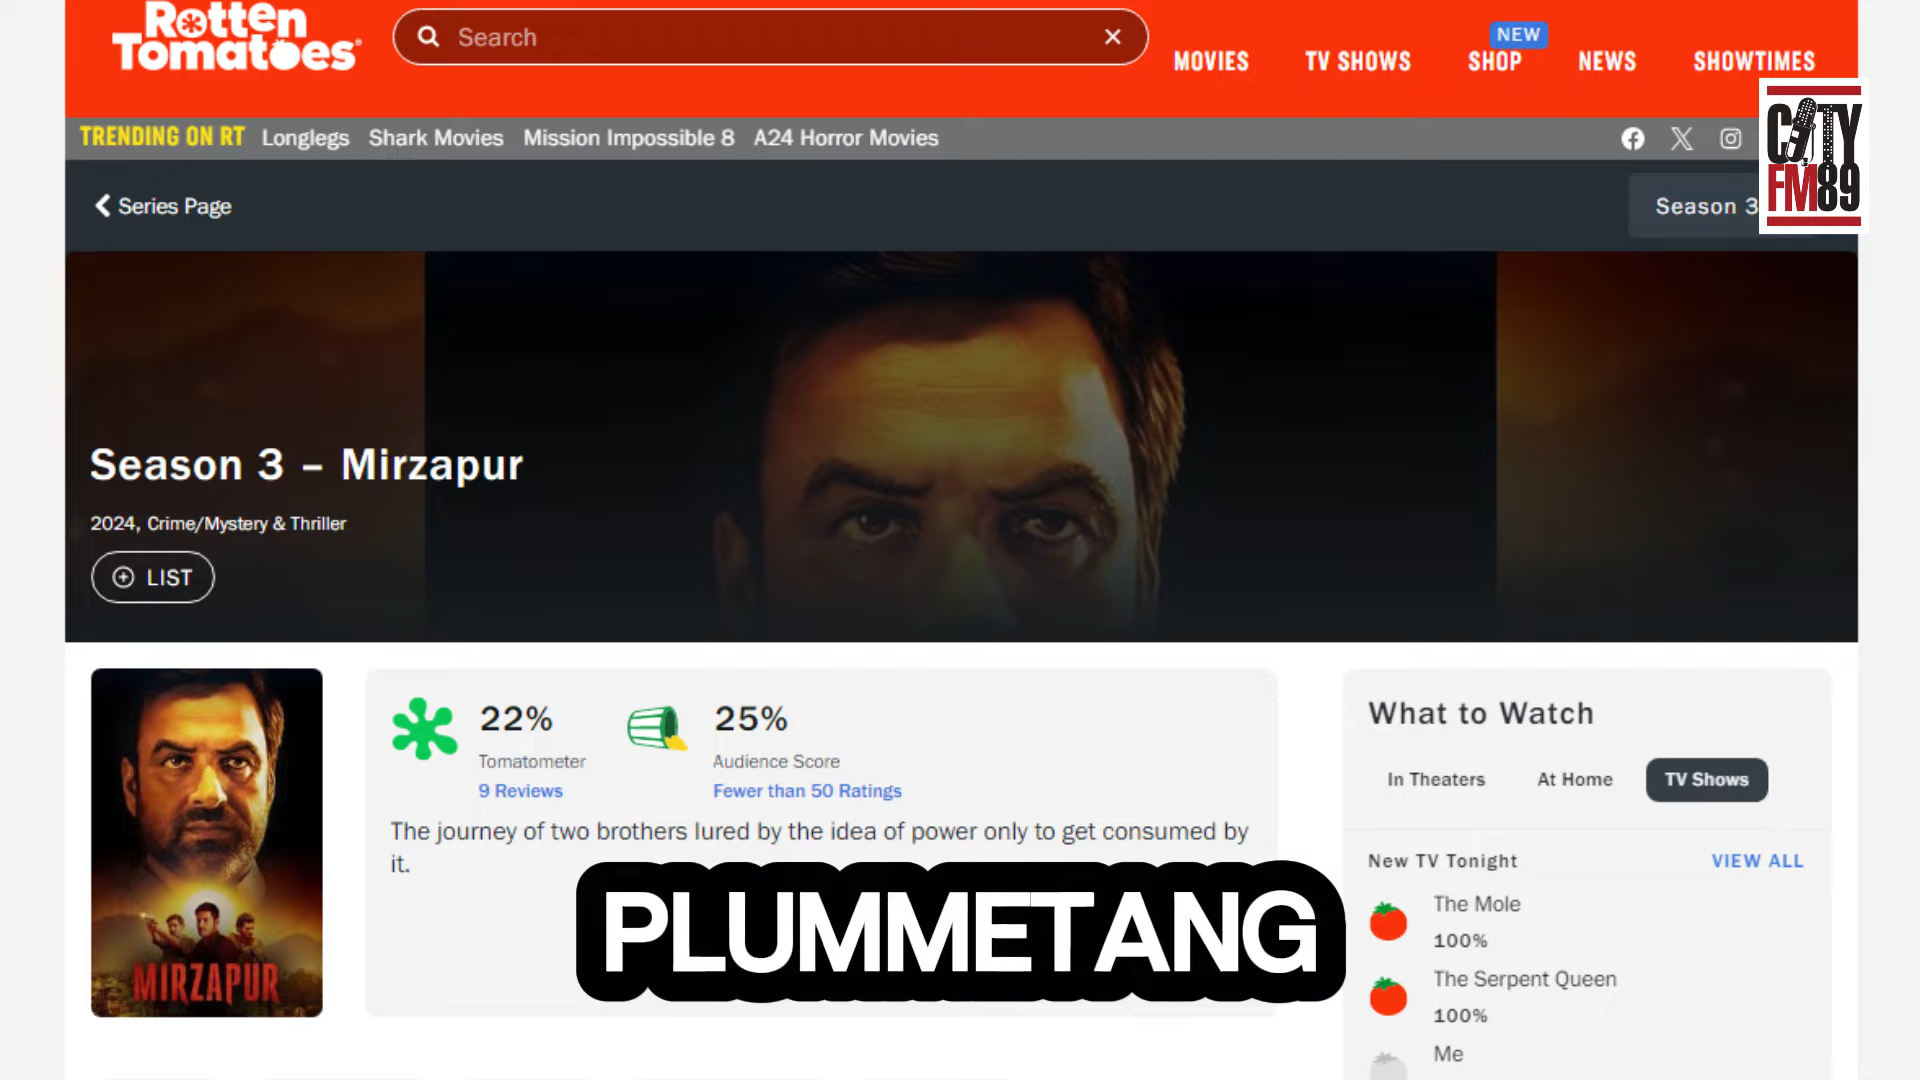 Rotten
Tomatoes
Search
MOVIES
TV SHOWS
NEW
SHOP
NEWS
SHOWTIMES
CITY
FM89
TRENDING ON RT
Longlegs
Shark Movies
Mission Impossible 8
A24 Horror Movies
Series Page
Season 3
Season 3 – Mirzapur
2024, Crime/Mystery & Thriller
LIST
MIRZAPUR
22%
Tomatometer
9 Reviews
25%
Audience Score
Fewer than 50 Ratings
The journey of two brothers lured by the idea of power only to get consumed by
it.
PLUMMETANG
What to Watch
In Theaters
At Home
TV Shows
New TV Tonight
VIEW ALL
The Mole
100%
The Serpent Queen
100%
Me